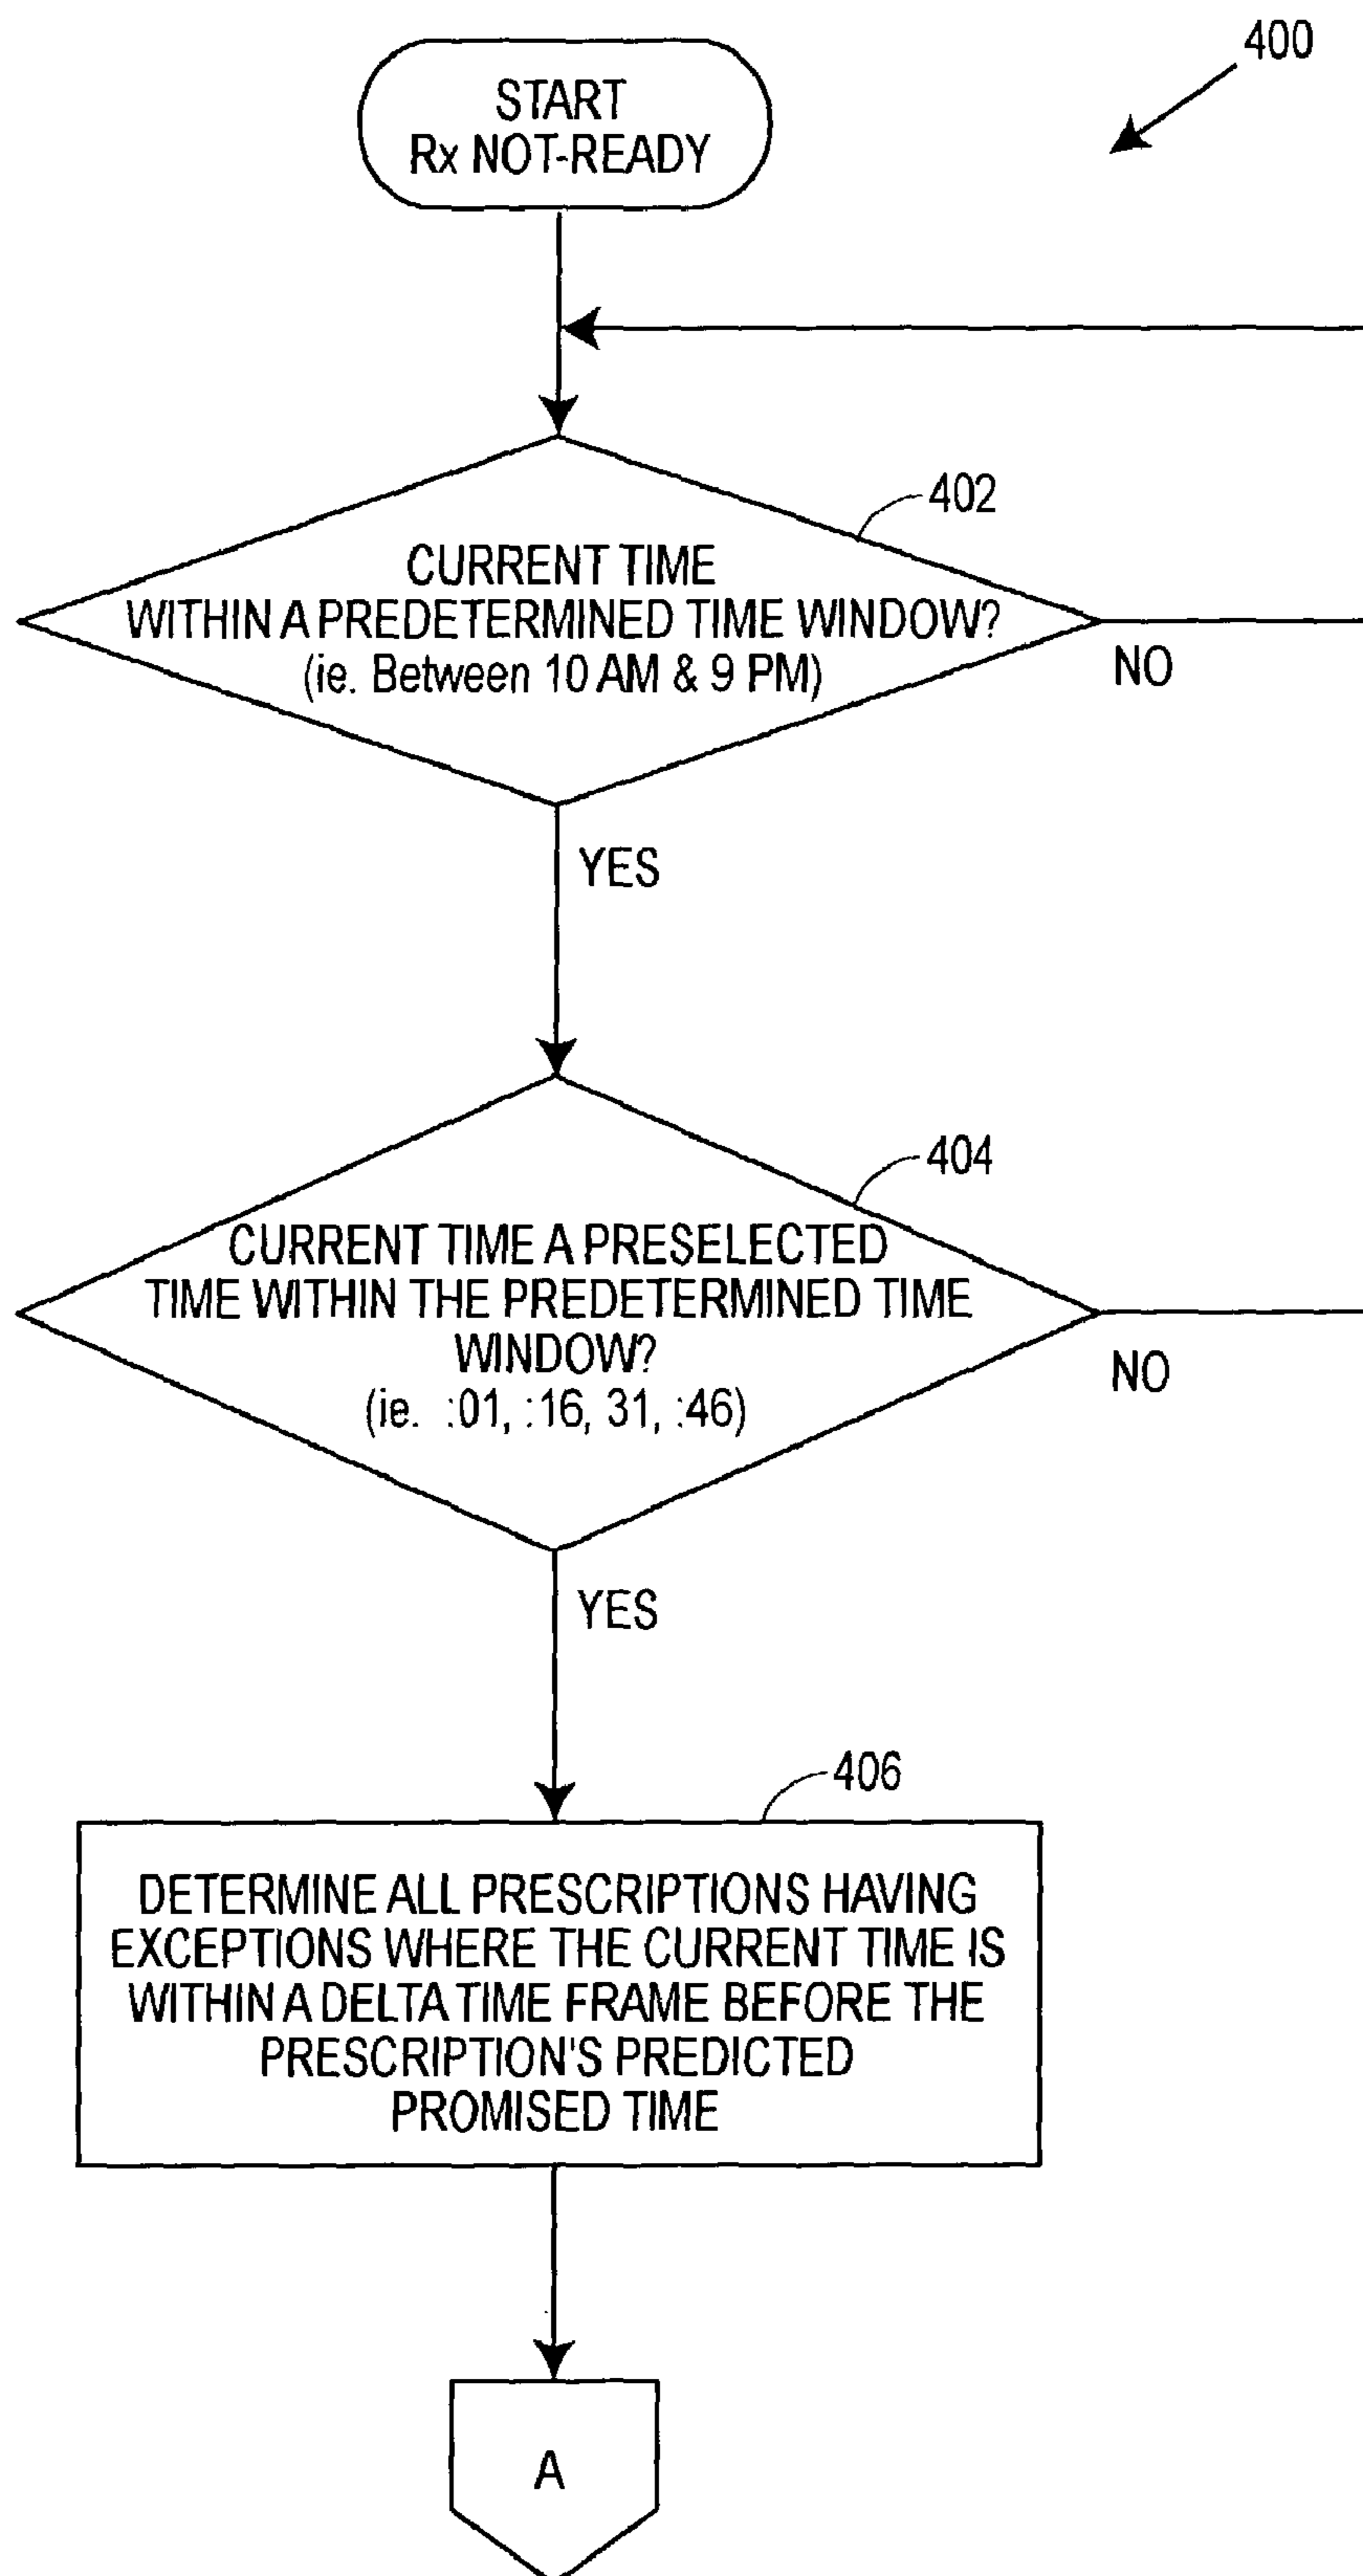 400
START
Rx NOT-READY
402
CURRENT TIME
WITHIN A PREDETERMINED TIME WINDOW?
(ie. Between 10 AM & 9 PM)
NO
YES
404
CURRENT TIME A PRESELECTED
TIME WITHIN THE PREDETERMINED TIME
WINDOW?
(ie. :01, :16, 31, :46)
NO
YES
406
DETERMINE ALL PRESCRIPTIONS HAVING
EXCEPTIONS WHERE THE CURRENT TIME IS
WITHIN A DELTA TIME FRAME BEFORE THE
PRESCRIPTION'S PREDICTED
PROMISED TIME
A